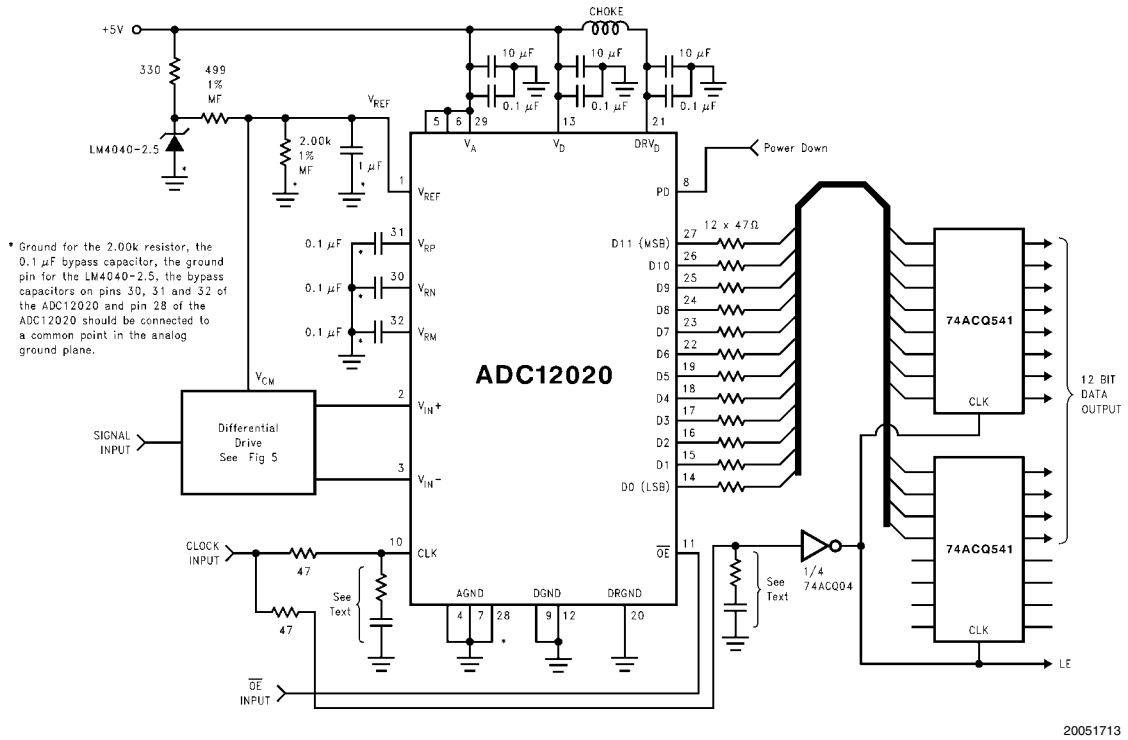 CHOKE
+5V
330
499
1%
MF
VREF
10 μF
10 μF
10 μF
0.1 μF
0.1 μF
0.1 μF
LM4040-2.5
*
2.00k
1%
MF
*
1 μF
*
5 6 29
13
21
VA
VD
DRVD
Power Down
1
VREF
8
PD
* Ground for the 2.00k resistor, the
0.1 μF bypass capacitor, the ground
pin for the LM4040-2.5, the bypass
capacitors on pins 30, 31 and 32 of
the ADC12020 and pin 28 of the
ADC12020 should be connected to
a common point in the analog
ground plane.
0.1 μF
*
31
VRP
0.1 μF
*
30
VRN
0.1 μF
*
32
VRM
ADC12020
12 x 47Ω
D11 (MSB) 27
D10 26
D9 25
D8 24
D7 23
D6 22
D5 19
D4 18
D3 17
D2 16
D1 15
D0 (LSB) 14
74ACQ541
CLK
12 BIT
DATA
OUTPUT
74ACQ541
CLK
VCM
SIGNAL
INPUT
Differential
Drive
See Fig 5
2
VIN+
3
VIN-
CLOCK
INPUT
47
10
CLK
47
See
Text
OE
11
1/4
74ACQ04
See
Text
AGND
DGND
DRGND
4 7 28
*
9 12
20
LE
OE
INPUT
20051713